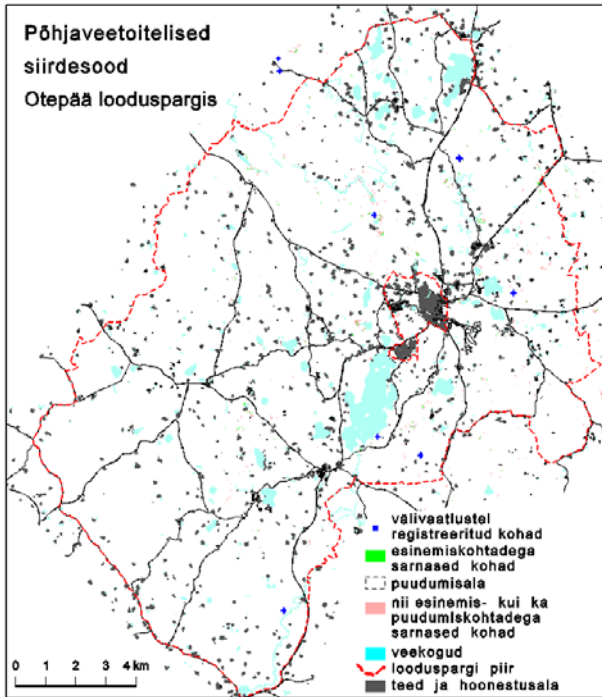 Põhjaveetoitelised
siirdesood
Otepää looduspargis
välivaatlustel
registreeritud kohad
esinemiskohtadega
sarnased kohad
puudumisala
nii esinemis- kui ka
puudumiskohtadega
sarnased kohad
veekogud
looduspargi piir
teed ja hoonestusala
0 1 2 3 4 km